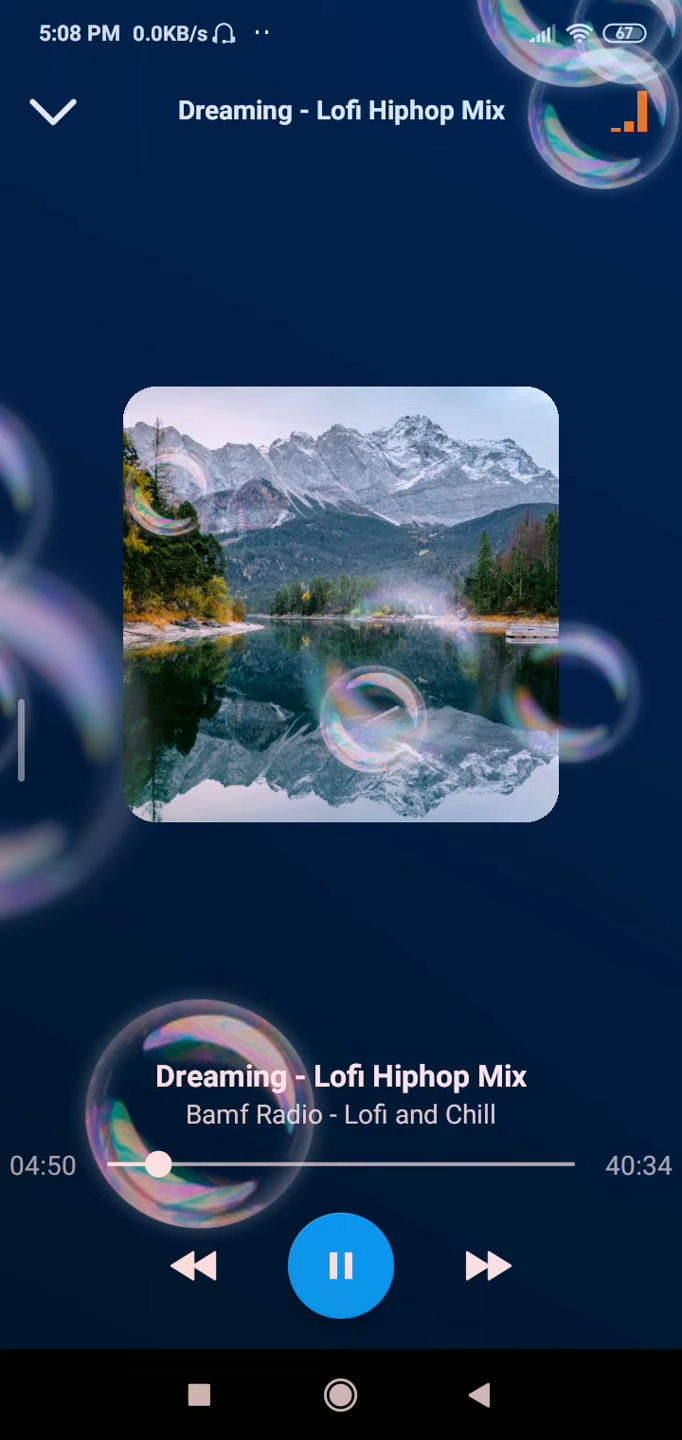 5:08 PM 0.0KB/s 67
Dreaming - Lofi Hiphop Mix
Dreaming - Lofi Hiphop Mix
Bamf Radio - Lofi and Chill
04:50 40:34